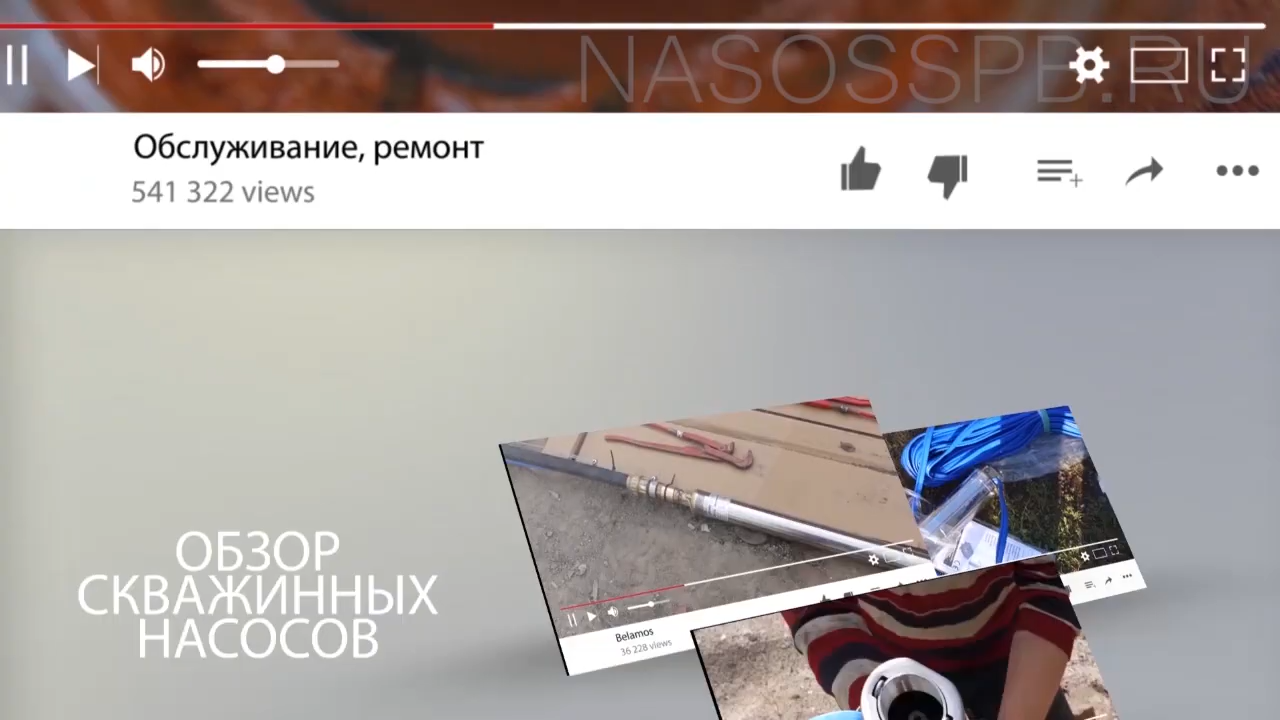 NASOSSPB.RU
Обслуживание, ремонт
541 322 views
ОБЗОР
СКВАЖИННЫХ
НАСОСОВ
Belamos
36 228 views